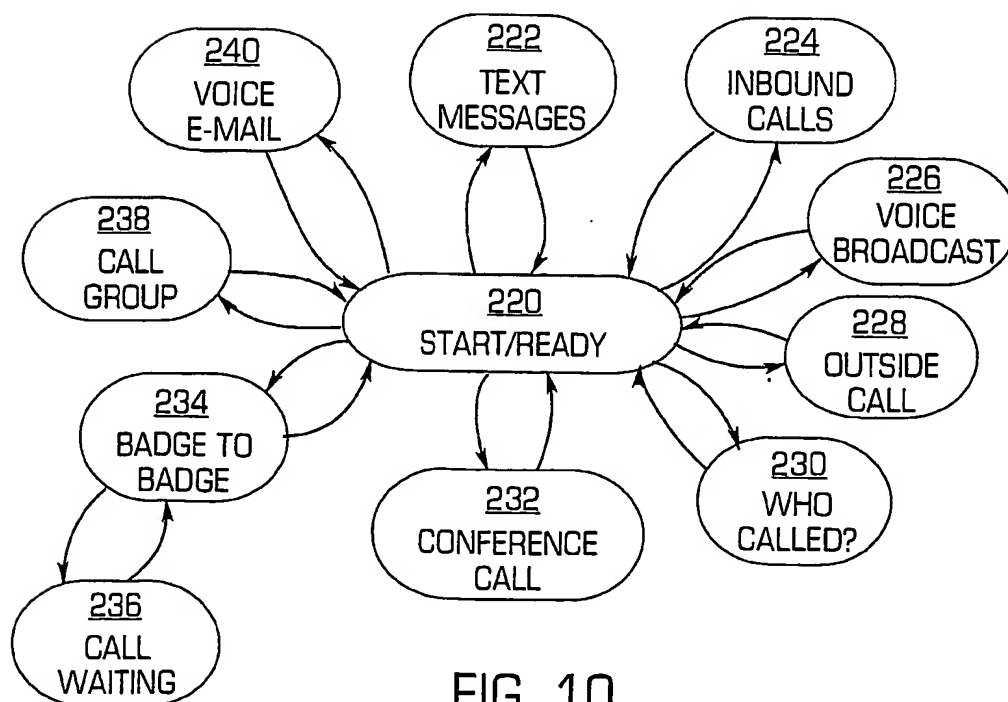 240
VOICE
E-MAIL
222
TEXT
MESSAGES
224
INBOUND
CALLS
226
VOICE
BROADCAST
238
CALL
GROUP
220
START/READY
228
OUTSIDE
CALL
234
BADGE TO
BADGE
230
WHO
CALLED?
232
CONFERENCE
CALL
236
CALL
WAITING
FIG. 10